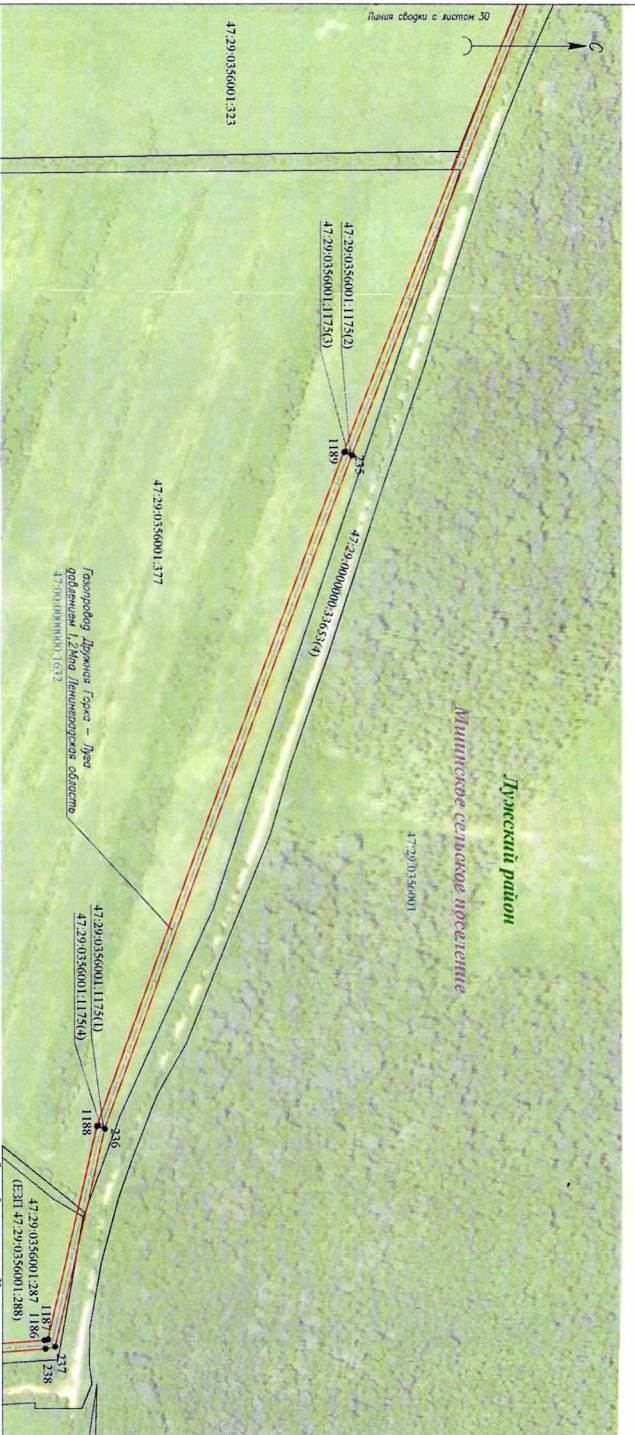 Линия сводки с листом 30
С
47:29:0356001:323
47:29:0356001:1175(2)
47:29:0356001:1175(3)
1189
235
47:29:0000000:33653(4)
Лужский район
Мшинское сельское поселение
47:29:0356001
47:29:0356001:377
Газопровод Дружная Горка – Луга
давлением 1,2Мпа Ленинградская область
47:00:0000000:1632
47:29:0356001:1175(1)
47:29:0356001:1175(4)
1188
236
47:29:0356001:287
(ЕЗП 47:29:0356001:288)
1187
1186
237
238